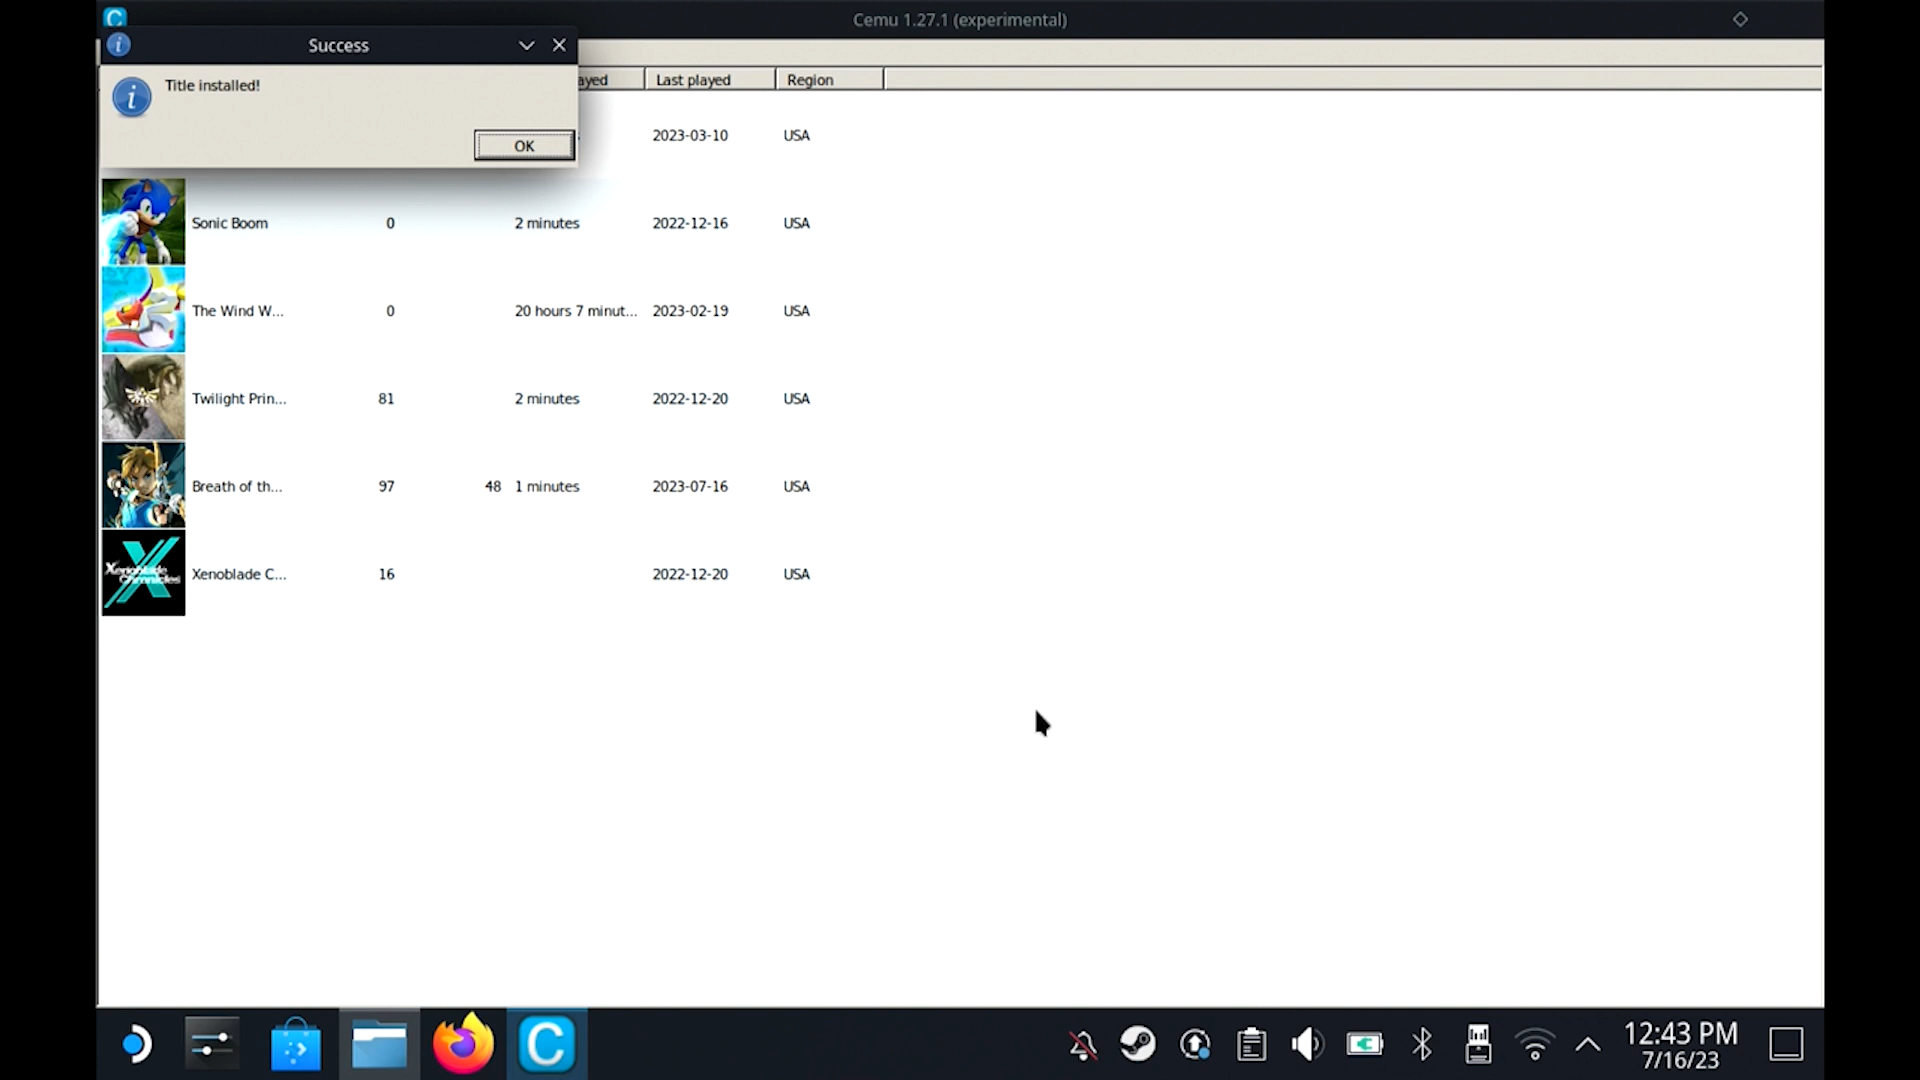 Cemu 1.27.1 (experimental)
Success
Title installed!
OK
ayed
Last played
Region
2023-03-10
USA
Sonic Boom
0
2 minutes
2022-12-16
USA
The Wind W...
0
20 hours 7 minut...
2023-02-19
USA
Twilight Prin...
81
2 minutes
2022-12-20
USA
Breath of th...
97
48
1 minutes
2023-07-16
USA
Xenoblade Chronicles
X
Xenoblade C...
16
2022-12-20
USA
12:43 PM
7/16/23